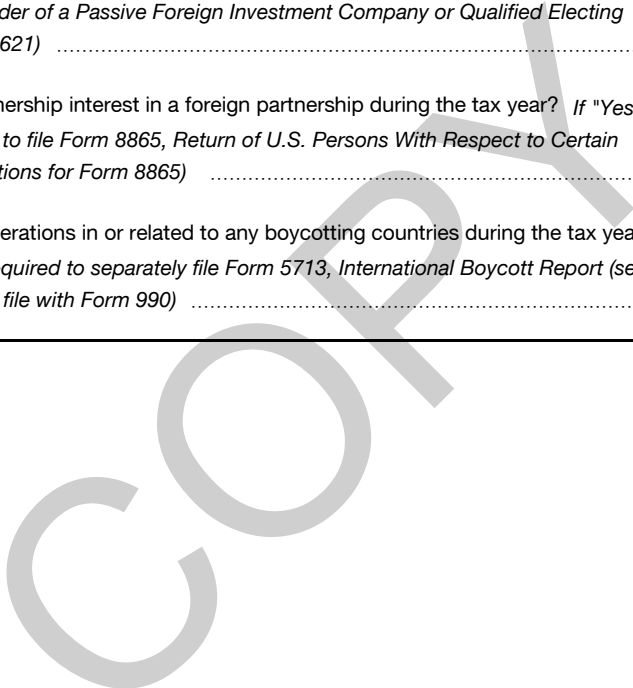 der of a Passive Foreign Investment Company or Qualified Electing
621) ........................................................................................................
nership interest in a foreign partnership during the tax year? If "Yes
to file Form 8865, Return of U.S. Persons With Respect to Certain
tions for Form 8865) ........................................................................
erations in or related to any boycotting countries during the tax yea
quired to separately file Form 5713, International Boycott Report (se
file with Form 990) ............................................................................
COPY